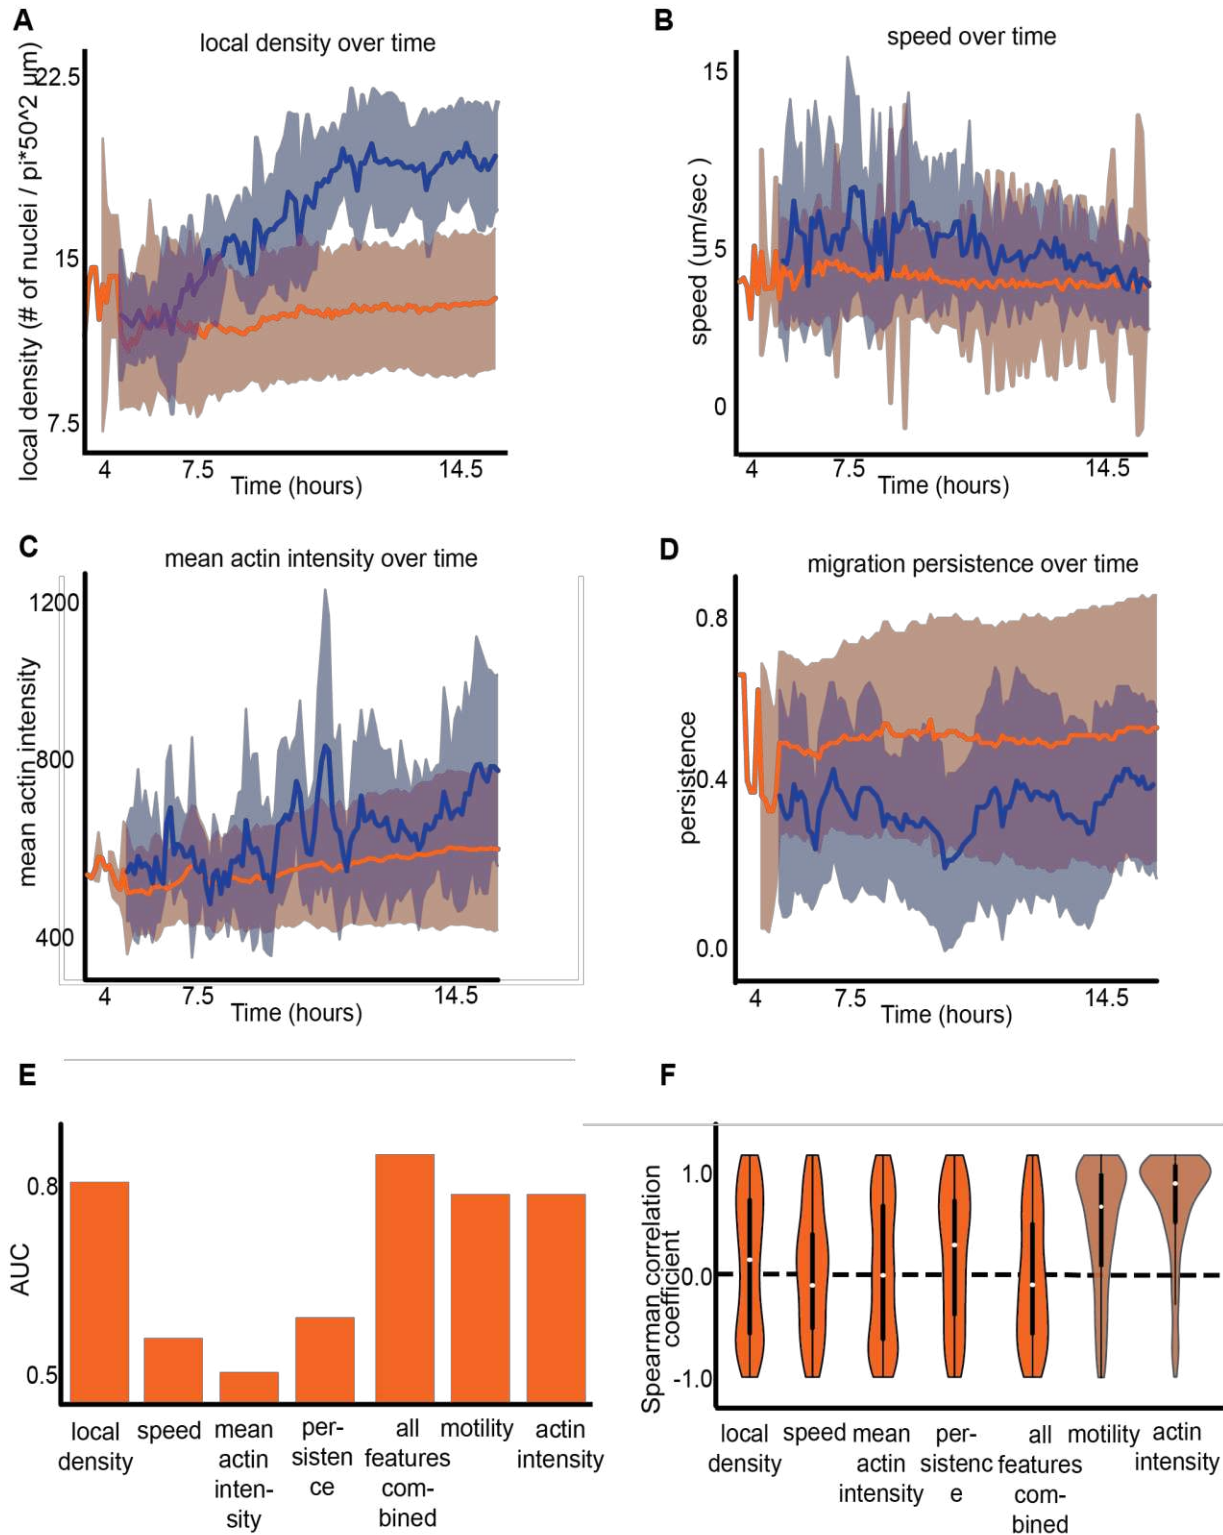 A
local density over time
local density (# of nuclei / pi*50^2 µm)
22.5
15
7.5
4
7.5
14.5
Time (hours)
B
speed over time
speed (um/sec )
15
5
0
4
7.5
14.5
Time (hours)
C
mean actin intensity over time
mean actin intensity
1200
800
400
4
7.5
14.5
Time (hours)
D
migration persistence over time
persistence
0.8
0.4
0.0
4
7.5
14.5
Time (hours)
E
AUC
0.8
0.5
local
density
speed
mean
actin
inten-
sity
per-
sisten
ce
all
features
com-
bined
motility
actin
intensity
F
Spearman correlation
coefficient
1.0
0.0
-1.0
local
density
speed
mean
actin
intensity
per-
sistenc
e
all
features
com-
bined
motility
actin
intensity